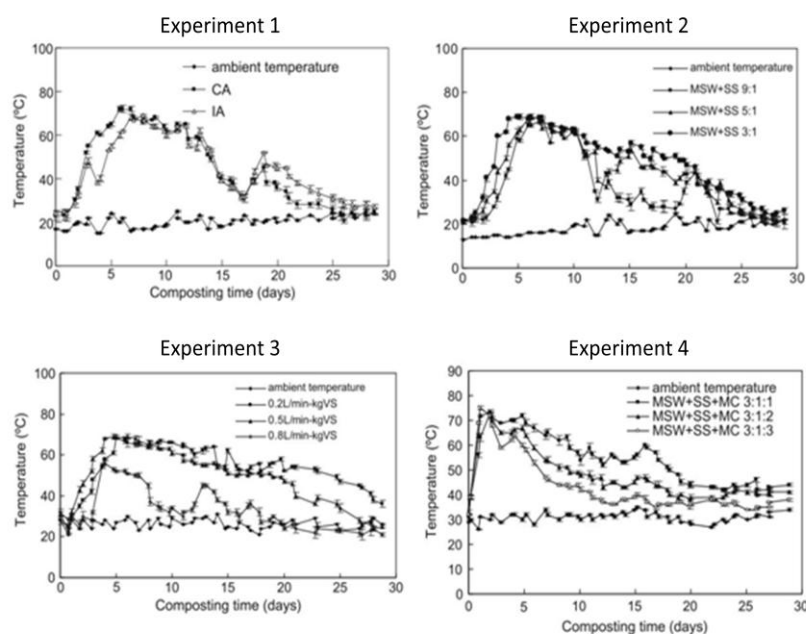 Experiment 1
100
80
60
40
20
0
Temperature (ºC)
ambient temperature
CA
IA
0 5 10 15 20 25 30
Composting time (days)
Experiment 2
100
80
60
40
20
0
Temperature (ºC)
ambient temperature
MSW+SS 9:1
MSW+SS 5:1
MSW+SS 3:1
0 5 10 15 20 25 30
Composting time (days)
Experiment 3
100
80
60
40
20
0
Temperature (ºC)
ambient temperature
0.2L/min-kgVS
0.5L/min-kgVS
0.8L/min-kgVS
0 5 10 15 20 25 30
Composting time (days)
Experiment 4
90
80
70
60
50
40
30
20
10
0
Temperature (ºC)
ambient temperature
MSW+SS+MC 3:1:1
MSW+SS+MC 3:1:2
MSW+SS+MC 3:1:3
0 5 10 15 20 25 30
Composting time (days)